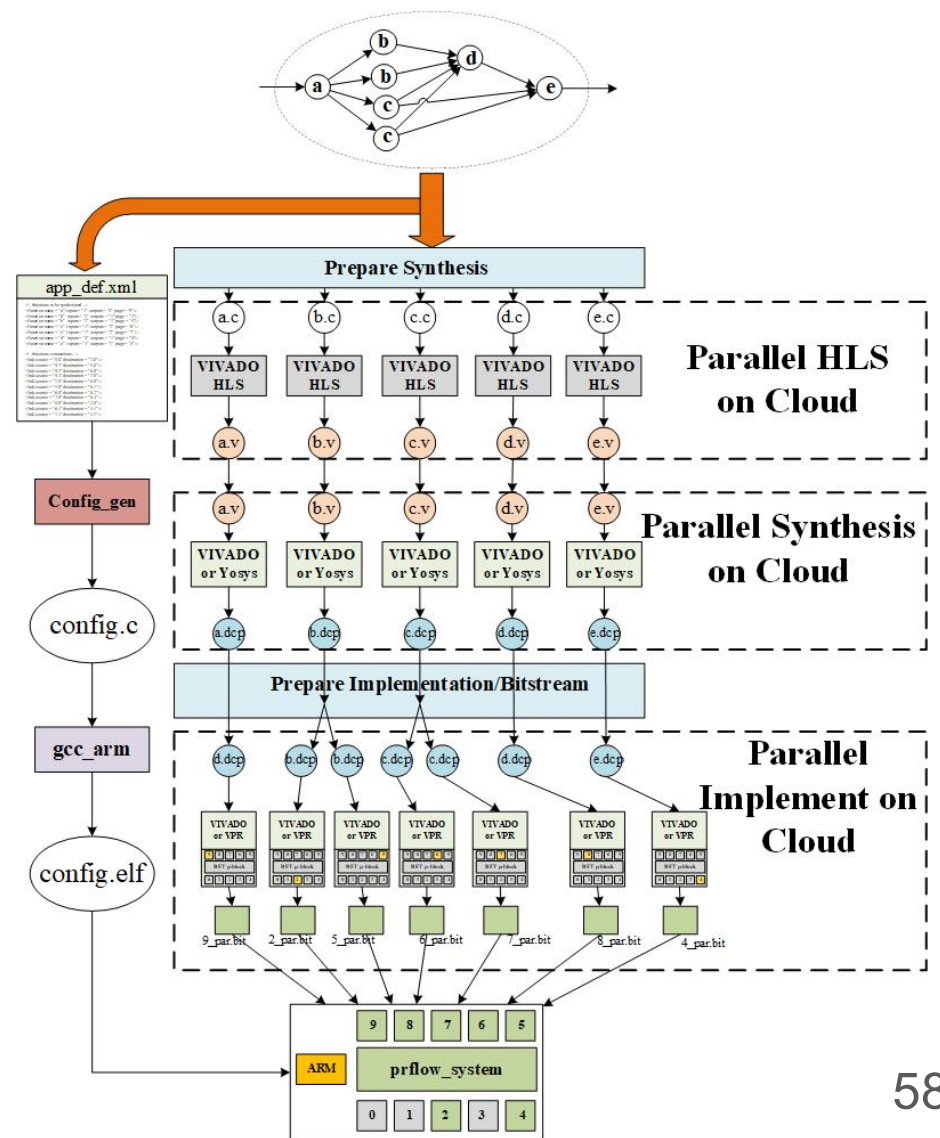 b
b
d
a
e
c
c
Prepare Synthesis
app_def.xml
a.c
b.c
c.c
d.c
e.c
VIVADO
HLS
VIVADO
HLS
VIVADO
HLS
VIVADO
HLS
VIVADO
HLS
Parallel HLS
on Cloud
a.v
b.v
c.v
d.v
e.v
Config_gen
a.v
b.v
c.v
d.v
e.v
VIVADO
or Yosys
VIVADO
or Yosys
VIVADO
or Yosys
VIVADO
or Yosys
VIVADO
or Yosys
Parallel Synthesis
on Cloud
config.c
a.dcp
b.dcp
c.dcp
d.dcp
e.dcp
Prepare Implementation/Bitstream
gcc_arm
d.dcp
b.dcp
b.dcp
c.dcp
c.dcp
d.dcp
e.dcp
Parallel
Implement on
Cloud
VIVADO
or VPR
VIVADO
or VPR
VIVADO
or VPR
VIVADO
or VPR
VIVADO
or VPR
VIVADO
or VPR
VIVADO
or VPR
config.elf
9_par.bit
2_par.bit
5_par.bit
6_par.bit
7_par.bit
8_par.bit
4_par.bit
9 8 7 6 5
ARM
prflow_system
0 1 2 3 4
58